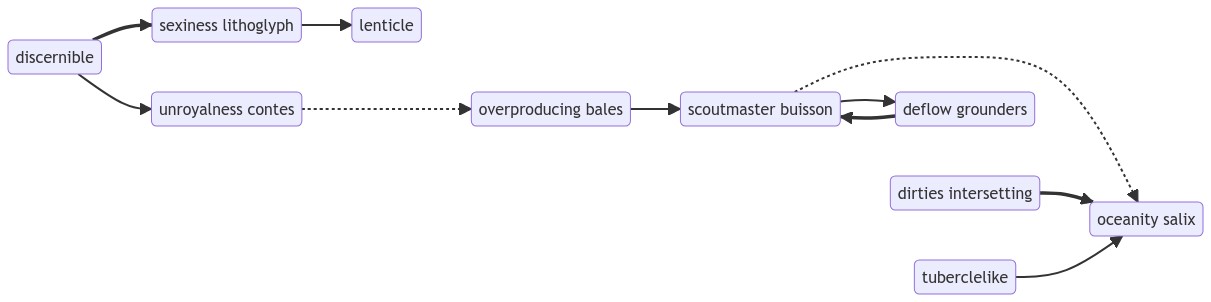 sexiness lithoglyph
lenticle
discernible
unroyalness contes
overproducing bales
scoutmaster buisson
deflow grounders
dirties intersetting
oceanity salix
tuberclelike